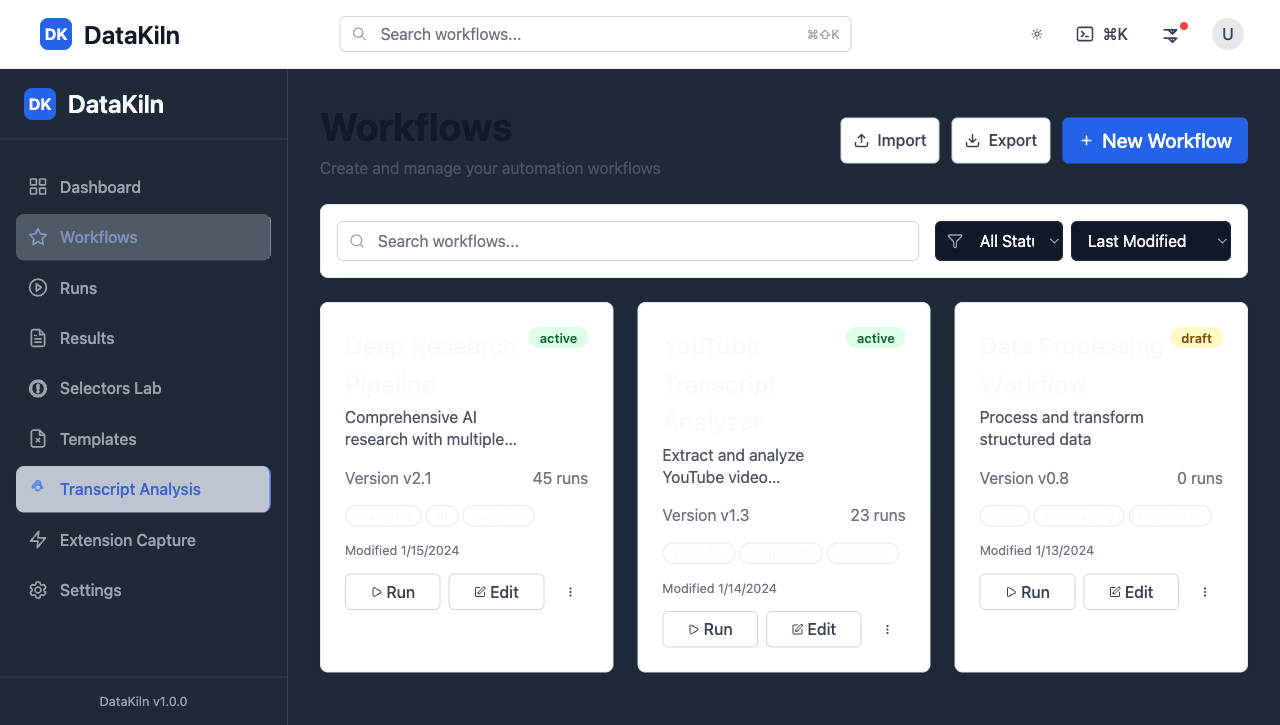 DK DataKiln
Search workflows... ⌘⇧K
⌘K
U
DK DataKiln
Dashboard
Workflows
Runs
Results
Selectors Lab
Templates
Transcript Analysis
Extension Capture
Settings
DataKiln v1.0.0
Workflows
Create and manage your automation workflows
Import
Export
+ New Workflow
Search workflows...
All Statu
Last Modified
Deep Research
Pipeline
active
Comprehensive AI
research with multiple...
Version v2.1 45 runs
research ai analysis
Modified 1/15/2024
Run Edit
YouTube
Transcript
Analyzer
active
Extract and analyze
YouTube video...
Version v1.3 23 runs
youtube transcript analysis
Modified 1/14/2024
Run Edit
Data Processing
Workflow
draft
Process and transform
structured data
Version v0.8 0 runs
data processing transform
Modified 1/13/2024
Run Edit